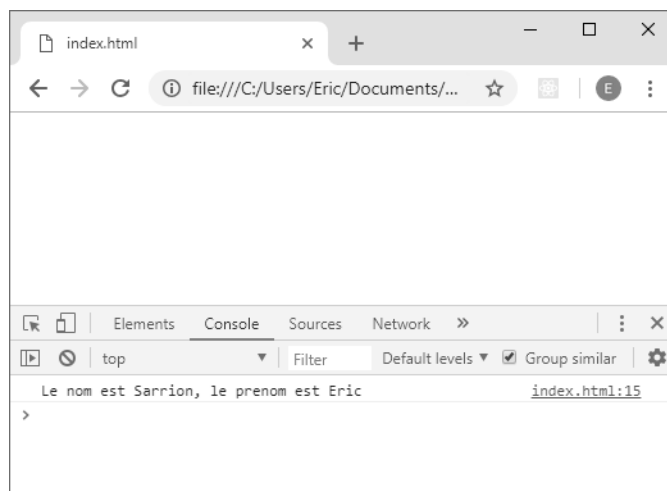 index.html
file:///C:/Users/Eric/Documents/...
E
Elements Console Sources Network »
top Filter Default levels Group similar
Le nom est Sarrion, le prenom est Eric index.html:15
>